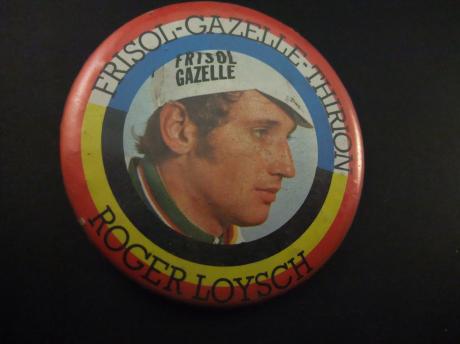 FRISOL-GAZELLE-THIRION
FRISOL
GAZELLE
ROGER LOYSCH